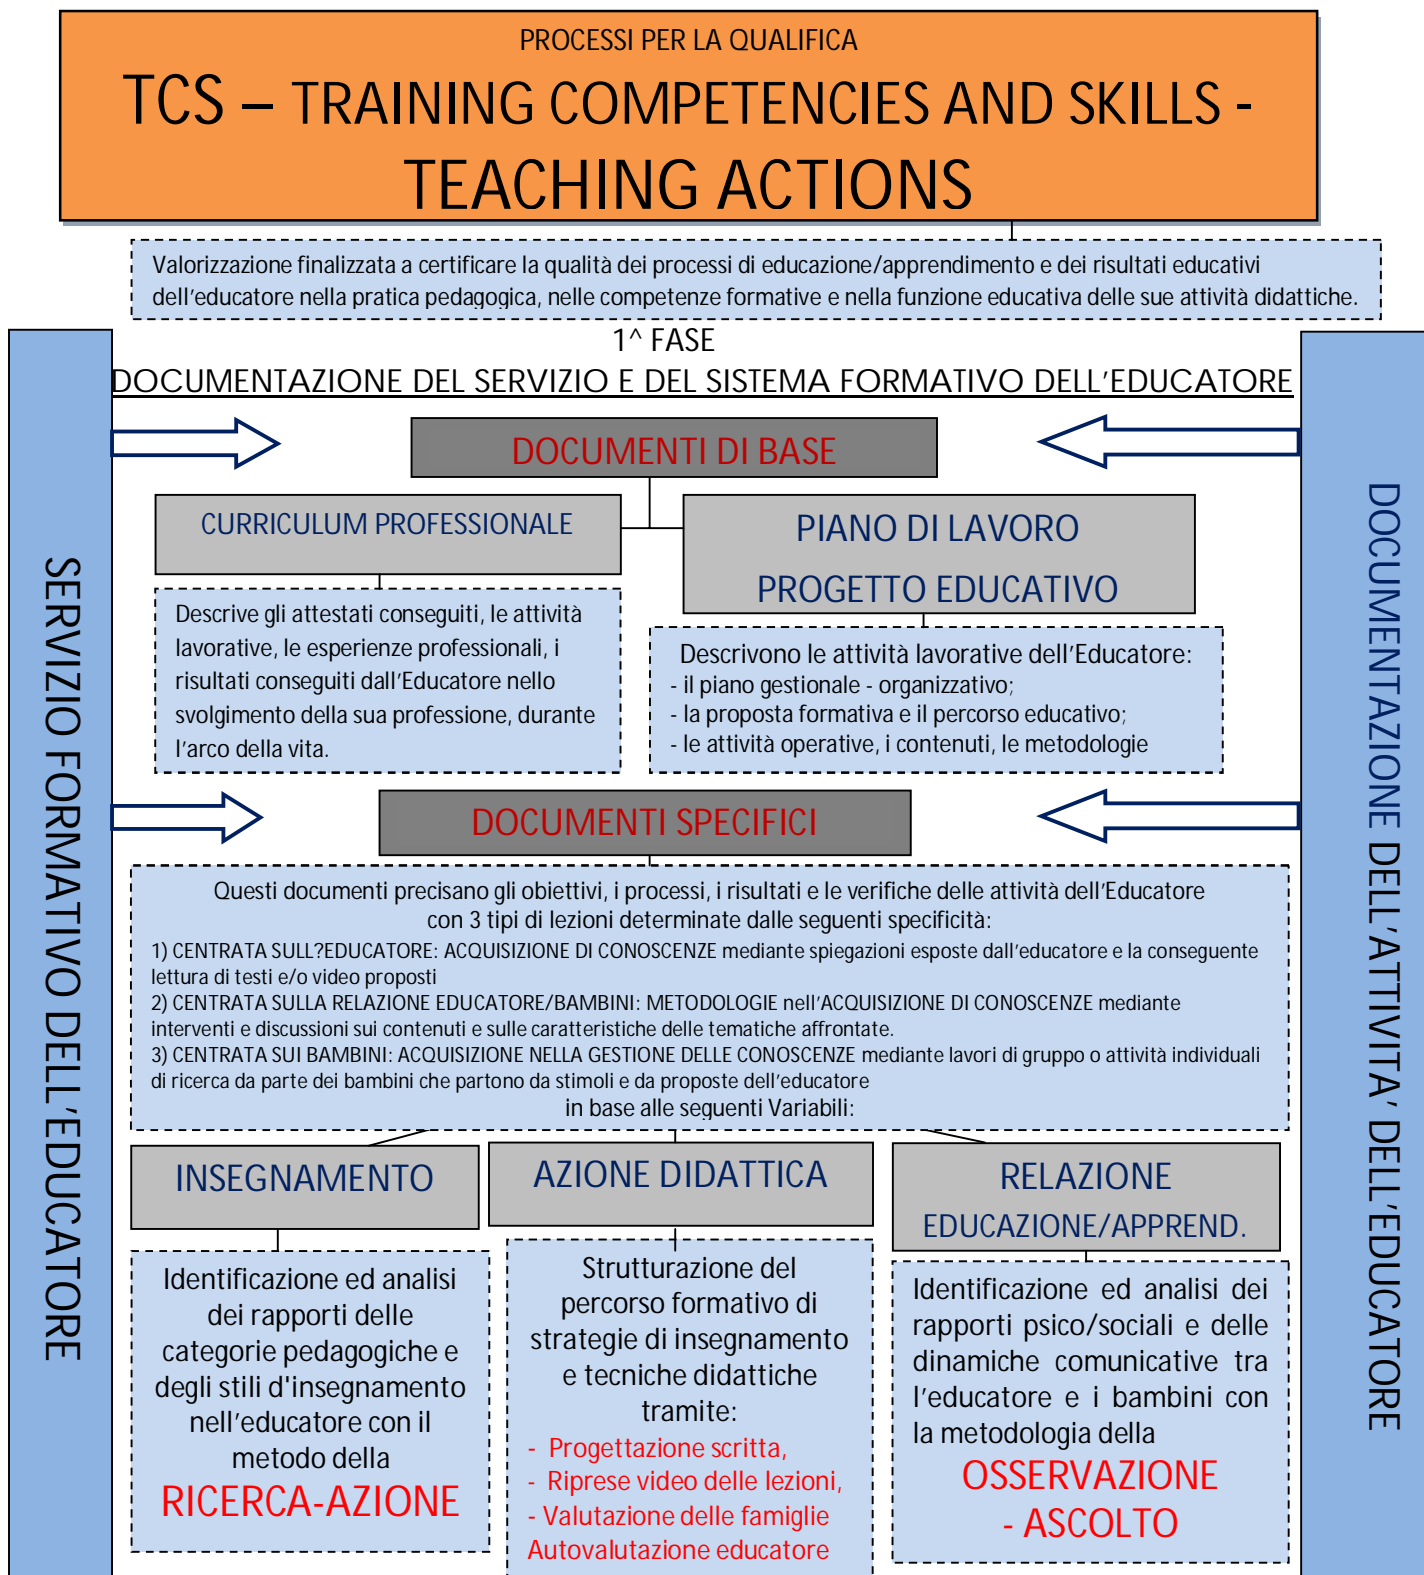 PROCESSI PER LA QUALIFICA
TCS – TRAINING COMPETENCIES AND SKILLS -
TEACHING ACTIONS
Valorizzazione finalizzata a certificare la qualità dei processi di educazione/apprendimento e dei risultati educativi
dell'educatore nella pratica pedagogica, nelle competenze formative e nella funzione educativa delle sue attività didattiche.
1^ FASE
DOCUMENTAZIONE DEL SERVIZIO E DEL SISTEMA FORMATIVO DELL'EDUCATORE
SERVIZIO FORMATIVO DELL'EDUCATORE
DOCUMENTAZIONE DELL'ATTIVITA' DELL'EDUCATORE
DOCUMENTI DI BASE
CURRICULUM PROFESSIONALE
Descrive gli attestati conseguiti, le attività
lavorative, le esperienze professionali, i
risultati conseguiti dall'Educatore nello
svolgimento della sua professione, durante
l'arco della vita.
PIANO DI LAVORO
PROGETTO EDUCATIVO
Descrivono le attività lavorative dell'Educatore:
- il piano gestionale - organizzativo;
- la proposta formativa e il percorso educativo;
- le attività operative, i contenuti, le metodologie
DOCUMENTI SPECIFICI
Questi documenti precisano gli obiettivi, i processi, i risultati e le verifiche delle attività dell'Educatore
con 3 tipi di lezioni determinate dalle seguenti specificità:
1) CENTRATA SULL?EDUCATORE: ACQUISIZIONE DI CONOSCENZE mediante spiegazioni esposte dall'educatore e la conseguente
lettura di testi e/o video proposti
2) CENTRATA SULLA RELAZIONE EDUCATORE/BAMBINI: METODOLOGIE nell'ACQUISIZIONE DI CONOSCENZE mediante
interventi e discussioni sui contenuti e sulle caratteristiche delle tematiche affrontate.
3) CENTRATA SUI BAMBINI: ACQUISIZIONE NELLA GESTIONE DELLE CONOSCENZE mediante lavori di gruppo o attività individuali
di ricerca da parte dei bambini che partono da stimoli e da proposte dell'educatore
in base alle seguenti Variabili:
INSEGNAMENTO
Identificazione ed analisi
dei rapporti delle
categorie pedagogiche e
degli stili d'insegnamento
nell'educatore con il
metodo della
RICERCA-AZIONE
AZIONE DIDATTICA
Strutturazione del
percorso formativo di
strategie di insegnamento
e tecniche didattiche
tramite:
- Progettazione scritta,
- Riprese video delle lezioni,
- Valutazione delle famiglie
Autovalutazione educatore
RELAZIONE
EDUCAZIONE/APPREND.
Identificazione ed analisi dei
rapporti psico/sociali e delle
dinamiche comunicative tra
l'educatore e i bambini con
la metodologia della
OSSERVAZIONE
- ASCOLTO